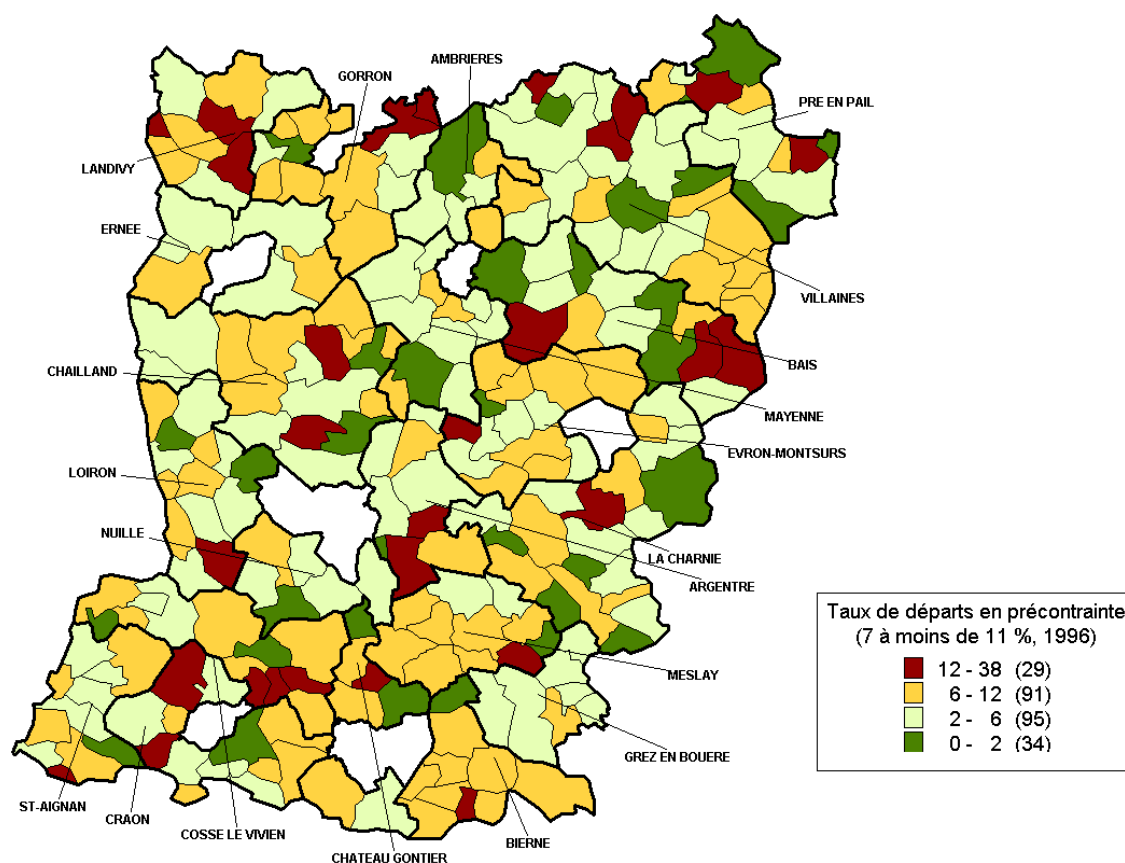 AMBRIERES
GORRON
PRE EN PAIL
LANDIVY
ERNEE
VILLAINES
BAIS
CHAILLAND
MAYENNE
EVRON-MONTSURS
LOIRON
NUILLE
LA CHARNIE
ARGENTRE
MESLAY
GREZ EN BOUERE
ST-AIGNAN
CRAON
COSSE LE VIVIEN
BIERNE
CHATEAU GONTIER
Taux de départs en précontrainte
(7 à moins de 11 %, 1996)
12 - 38 (29)
6 - 12 (91)
2 - 6 (95)
0 - 2 (34)